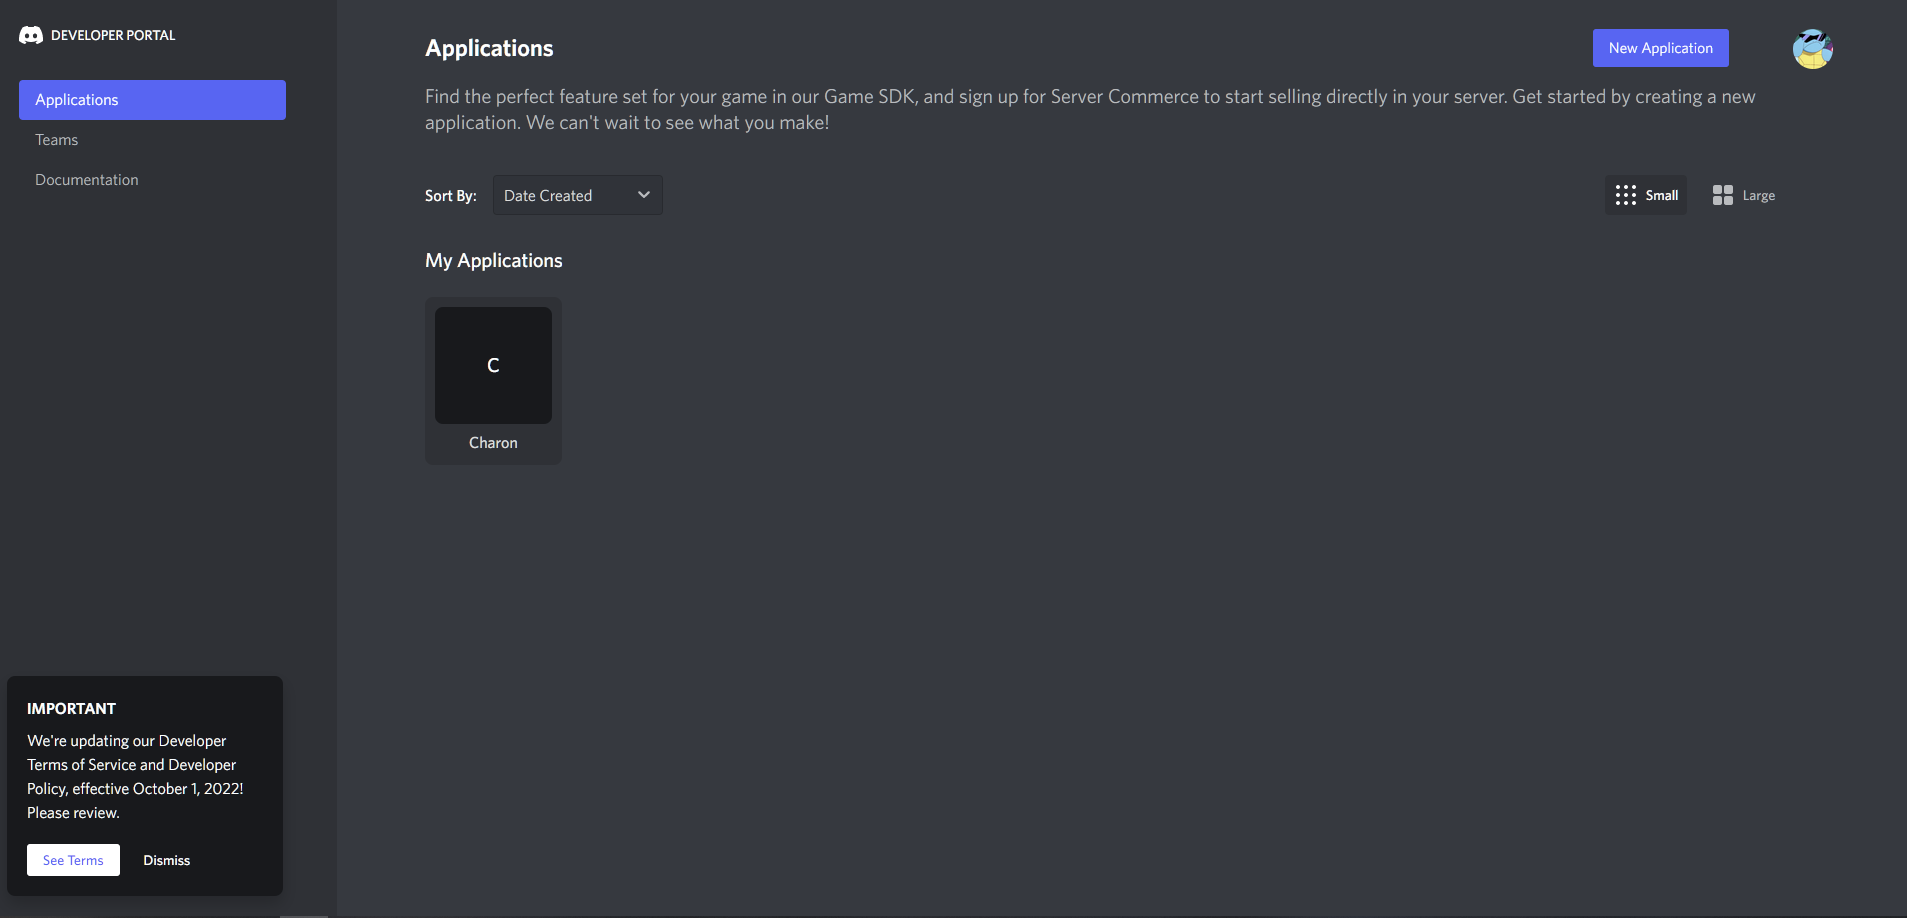 DEVELOPER PORTAL
Applications
Teams
Documentation
Applications
New Application
Find the perfect feature set for your game in our Game SDK, and sign up for Server Commerce to start selling directly in your server. Get started by creating a new
application. We can't wait to see what you make!
Sort By: Date Created
Small Large
My Applications
C
Charon
IMPORTANT
We're updating our Developer
Terms of Service and Developer
Policy, effective October 1, 2022!
Please review.
See Terms Dismiss